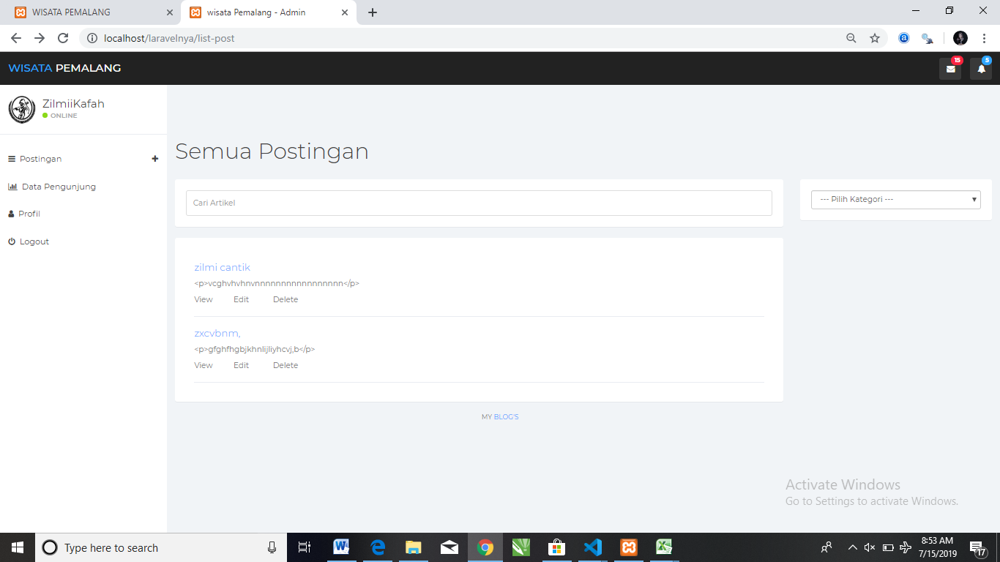 WISATA PEMALANG
wisata Pemalang - Admin
localhost/laravelnya/list-post
WISATA PEMALANG
15
5
ZilmiiKafah
ONLINE
Postingan
Data Pengunjung
Profil
Logout
Semua Postingan
Cari Artikel
--- Pilih Kategori ---
zilmi cantik
<p>vcghvhvhnvnnnnnnnnnnnnnnnnn</p>
View Edit Delete
zxcvbnm,
<p>gfghfhgbjkhnlijliyhcvj,b</p>
View Edit Delete
MY BLOG'S
Activate Windows
Go to Settings to activate Windows.
Type here to search
8:53 AM
7/15/2019
17